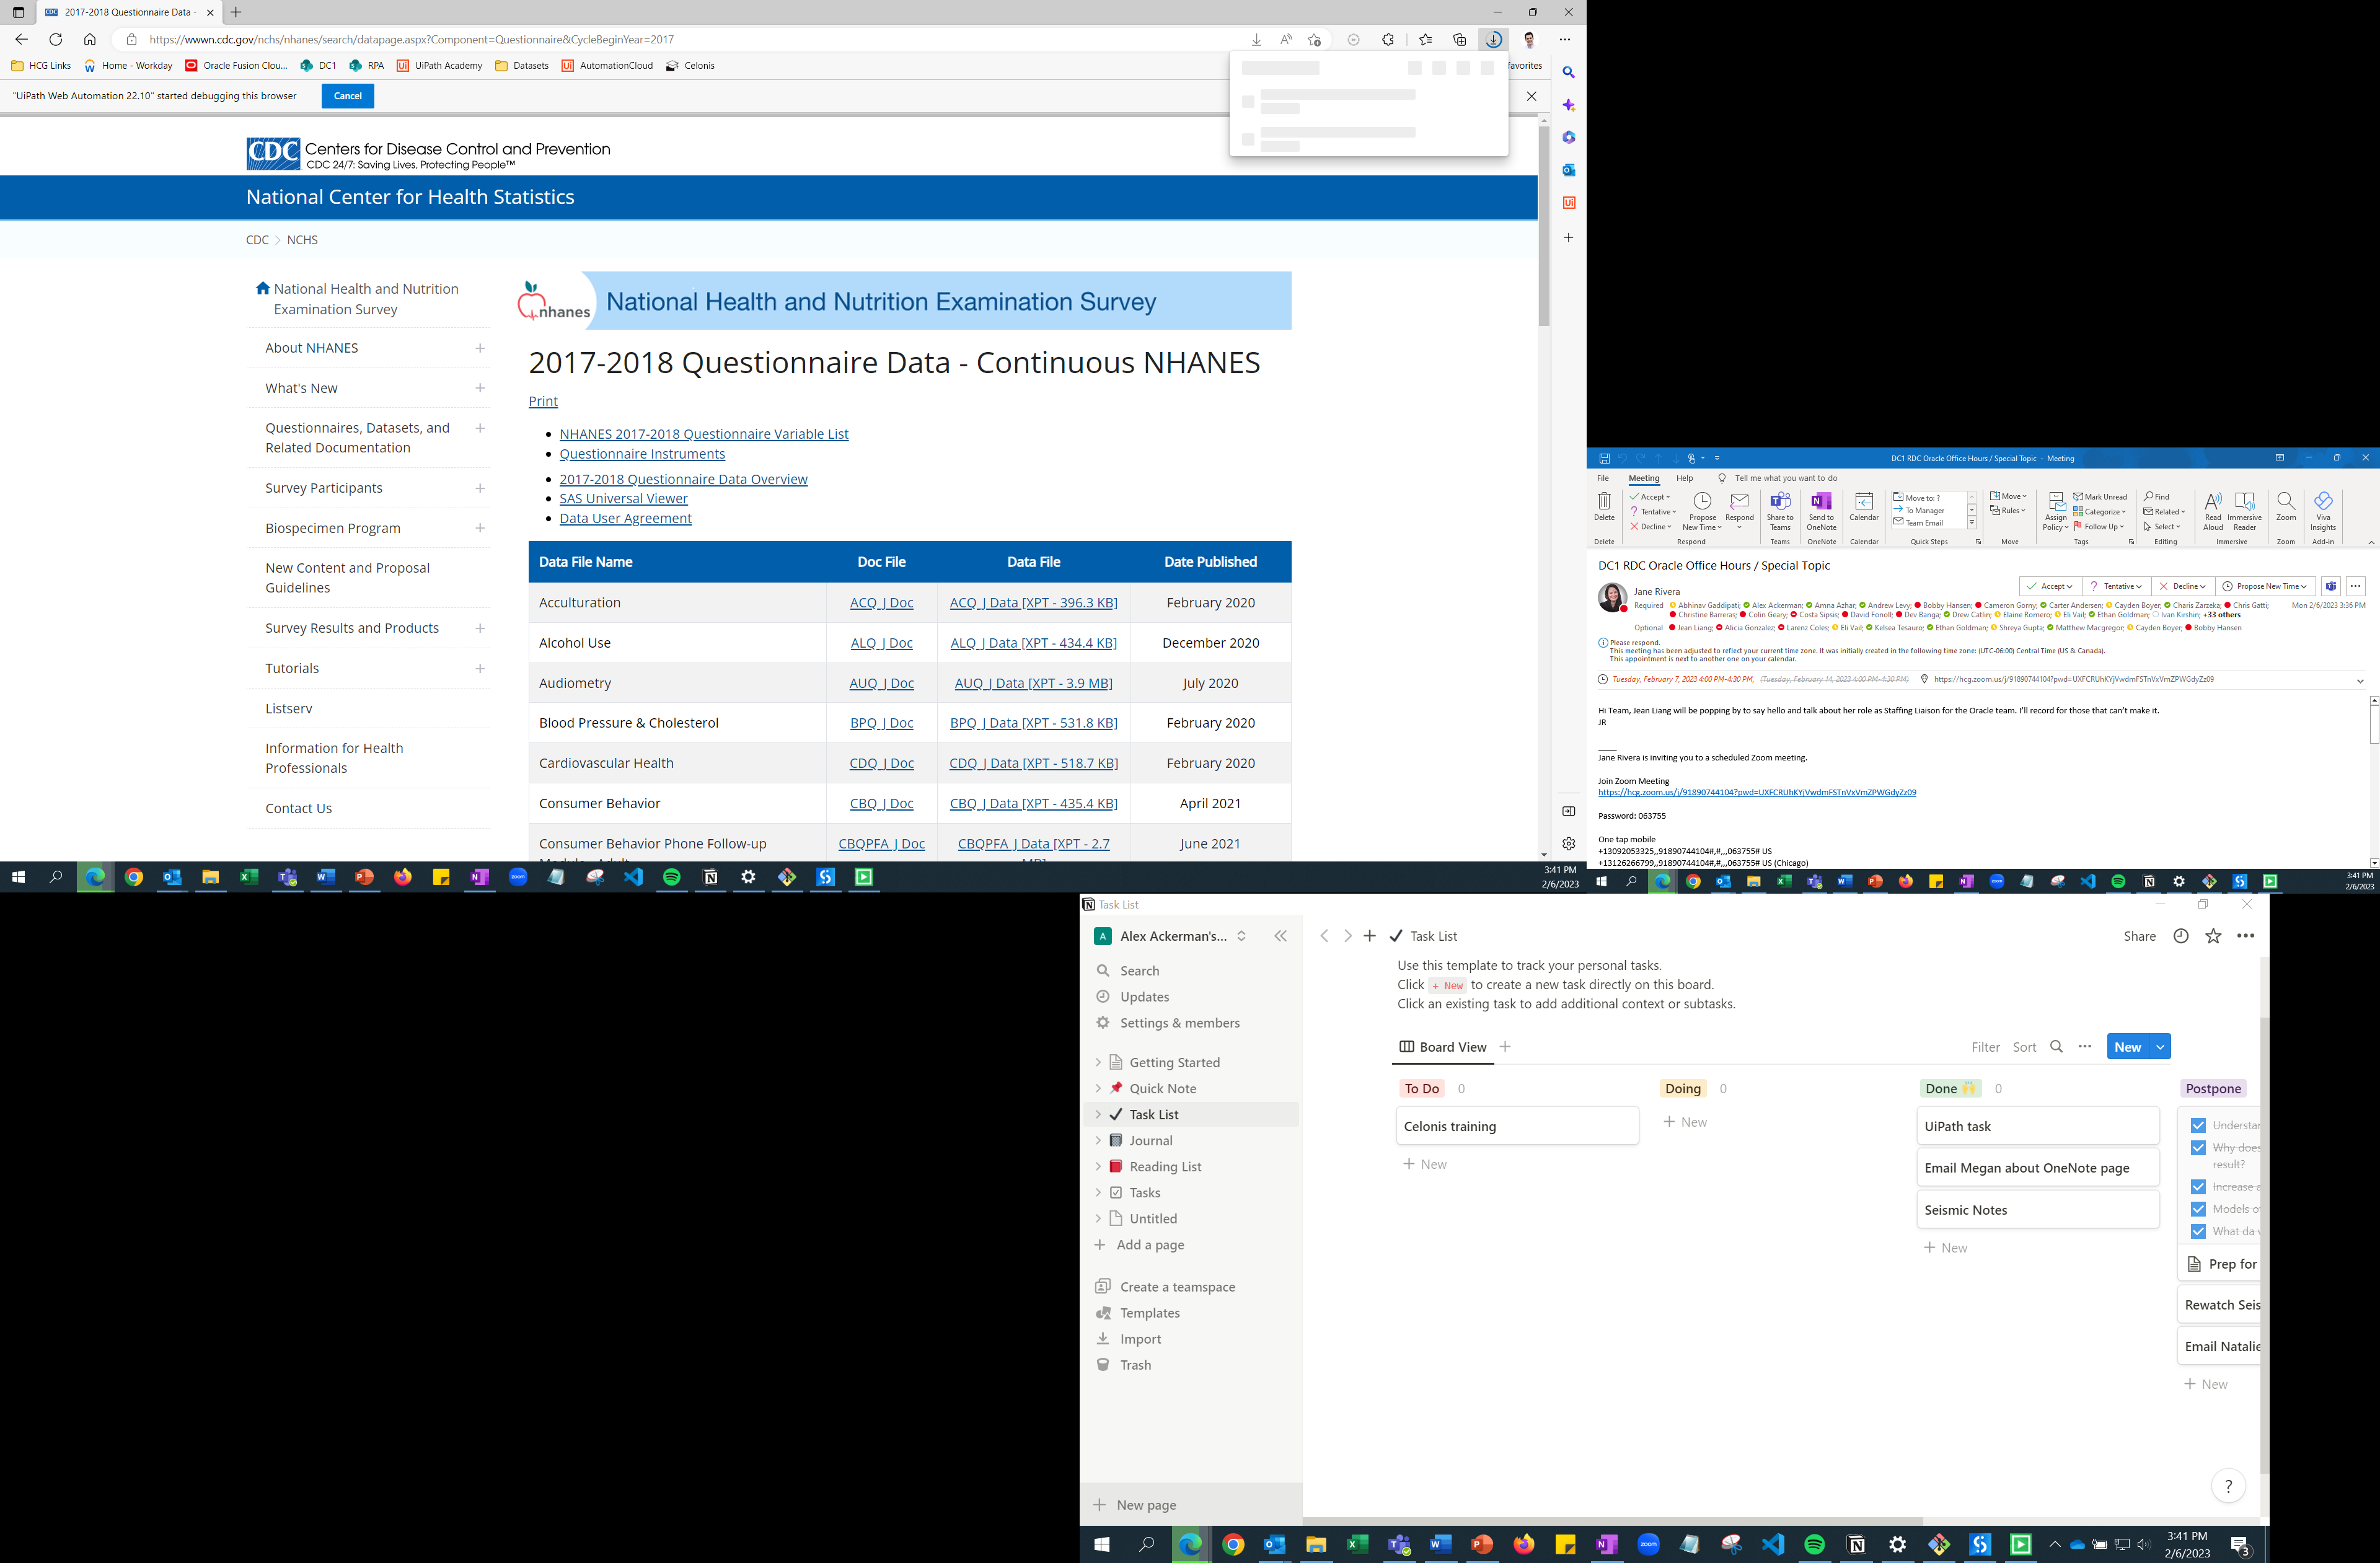 2017-2018 Questionnaire Data -
https://wwwn.cdc.gov/nchs/nhanes/search/datapage.aspx?Component=Questionnaire&CycleBeginYear=2017
HCG Links
Home - Workday
Oracle Fusion Clou...
DC1
RPA
UiPath Academy
Datasets
AutomationCloud
Celonis
favorites
"UiPath Web Automation 22.10" started debugging this browser
Cancel
CDC Centers for Disease Control and Prevention
CDC 24/7: Saving Lives, Protecting People™
National Center for Health Statistics
CDC > NCHS
National Health and Nutrition
Examination Survey
About NHANES
What's New
Questionnaires, Datasets, and
Related Documentation
Survey Participants
Biospecimen Program
New Content and Proposal
Guidelines
Survey Results and Products
Tutorials
Listserv
Information for Health
Professionals
Contact Us
nhanes National Health and Nutrition Examination Survey
2017-2018 Questionnaire Data - Continuous NHANES
Print
NHANES 2017-2018 Questionnaire Variable List
Questionnaire Instruments
2017-2018 Questionnaire Data Overview
SAS Universal Viewer
Data User Agreement
Data File Name Doc File Data File Date Published
Acculturation ACQ_J Doc ACQ_J Data [XPT - 396.3 KB] February 2020
Alcohol Use ALQ_J Doc ALQ_J Data [XPT - 434.4 KB] December 2020
Audiometry AUQ_J Doc AUQ_J Data [XPT - 3.9 MB] July 2020
Blood Pressure & Cholesterol BPQ_J Doc BPQ_J Data [XPT - 531.8 KB] February 2020
Cardiovascular Health CDQ_J Doc CDQ_J Data [XPT - 518.7 KB] February 2020
Consumer Behavior CBQ_J Doc CBQ_J Data [XPT - 435.4 KB] April 2021
Consumer Behavior Phone Follow-up CBQPFA_J Doc CBQPFA_J Data [XPT - 2.7 June 2021
3:41 PM
2/6/2023
DC1 RDC Oracle Office Hours / Special Topic - Meeting
File Meeting Help Tell me what you want to do
Delete
Accept
Tentative
Decline
Propose
New Time
Respond
Share to
Teams
Send to
OneNote
Calendar
Move to: ?
To Manager
Team Email
Move
Rules
Assign
Policy
Mark Unread
Categorize
Follow Up
Find
Related
Select
Read
Aloud
Immersive
Reader
Zoom
Viva
Insights
Delete Respond Teams OneNote Calendar Quick Steps Move Tags Editing Immersive Zoom Add-in
DC1 RDC Oracle Office Hours / Special Topic
Jane Rivera
Accept Tentative Decline Propose New Time
Required Abhinav Gaddipati; Alex Ackerman; Amna Azhar; Andrew Levy; Bobby Hansen; Cameron Gorny; Carter Andersen; Cayden Boyer; Charis Zarzeka; Chris Gatti;
Mon 2/6/2023 3:36 PM
Christine Barreras; Colin Geary; Costa Sipsis; David Fonoll; Dev Banga; Drew Catlin; Elaine Romero; Eli Vail; Ethan Goldman; Ivan Kirshin; +33 others
Optional Jean Liang; Alicia Gonzalez; Larenz Coles; Eli Vail; Kelsea Tesauro; Ethan Goldman; Shreya Gupta; Matthew Macgregor; Cayden Boyer; Bobby Hansen
Please respond.
This meeting has been adjusted to reflect your current time zone. It was initially created in the following time zone: (UTC-06:00) Central Time (US & Canada).
This appointment is next to another one on your calendar.
Tuesday, February 7, 2023 4:00 PM-4:30 PM, (Tuesday, February 14, 2023 4:00 PM-4:30 PM) https://hcg.zoom.us/j/91890744104?pwd=UXFCRUhKYjVwdmFSTnVxVmZPWGdyZz09
Hi Team, Jean Liang will be popping by to say hello and talk about her role as Staffing Liaison for the Oracle team. I'll record for those that can't make it.
JR
Jane Rivera is inviting you to a scheduled Zoom meeting.
Join Zoom Meeting
https://hcg.zoom.us/j/91890744104?pwd=UXFCRUhKYjVwdmFSTnVxVmZPWGdyZz09
Password: 063755
One tap mobile
+13092053325,,91890744104#,#,,,063755# US
+13126266799,,91890744104#,#,,,063755# US (Chicago)
3:41 PM
2/6/2023
Task List
A Alex Ackerman's...
Search
Updates
Settings & members
Getting Started
Quick Note
Task List
Journal
Reading List
Tasks
Untitled
Add a page
Create a teamspace
Templates
Import
Trash
New page
Task List
Share
Use this template to track your personal tasks.
Click + New to create a new task directly on this board.
Click an existing task to add additional context or subtasks.
Board View
Filter Sort New
To Do 0
Celonis training
+ New
Doing 0
+ New
Done 🙌 0
UiPath task
Email Megan about OneNote page
Seismic Notes
+ New
Postpone
Understar
Why does
result?
Increase a
Models o
What da
Prep for
Rewatch Seis
Email Natalie
+ New
?
3:41 PM
2/6/2023
3